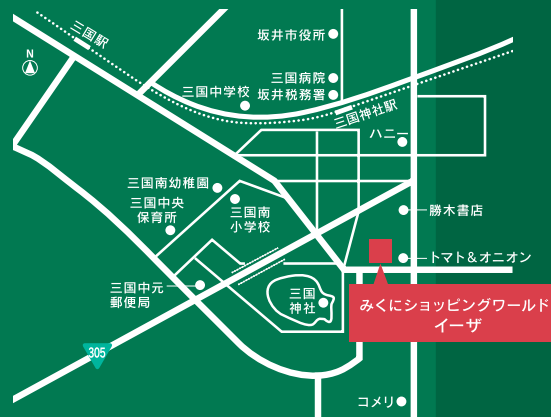 三国駅
N
坂井市役所
三国病院
三国中学校
坂井税務署
三国神社駅
ハニー
三国南幼稚園
三国中央
保育所
三国南
小学校
勝木書店
トマト＆オニオン
三国中元
郵便局
三国
神社
みくにショッピングワールド
イーザ
305
コメリ